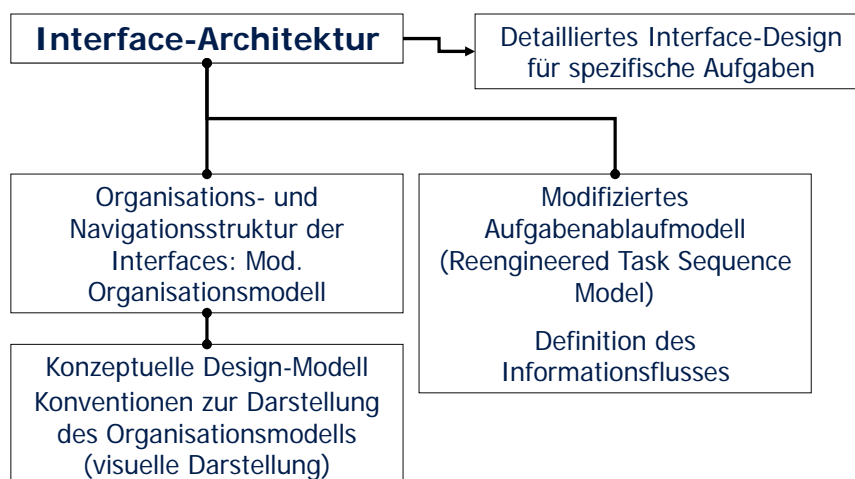 Interface-Architektur
Detailliertes Interface-Design
für spezifische Aufgaben
Organisations- und
Navigationsstruktur der
Interfaces: Mod.
Organisationsmodell
Modifiziertes
Aufgabenablaufmodell
(Reengineered Task Sequence
Model)
Definition des
Informationsflusses
Konzeptuelle Design-Modell
Konventionen zur Darstellung
des Organisationsmodells
(visuelle Darstellung)